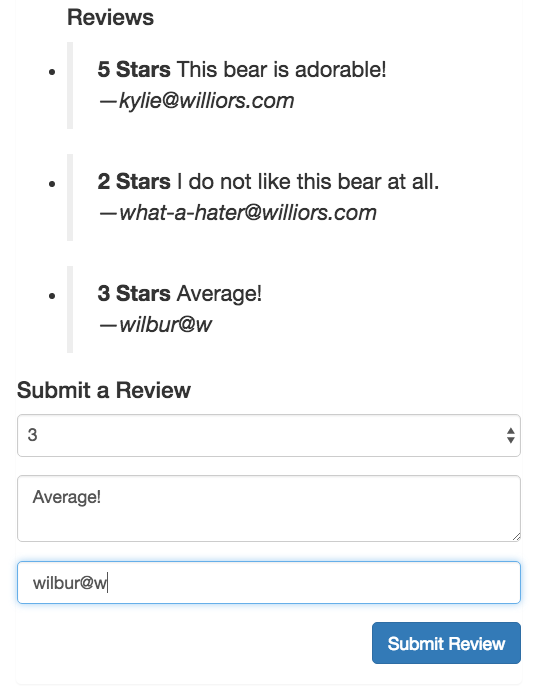 Reviews
5 Stars This bear is adorable!
—kylie@williors.com
2 Stars I do not like this bear at all.
—what-a-hater@williors.com
3 Stars Average!
—wilbur@w
Submit a Review
3
Average!
wilbur@w
Submit Review